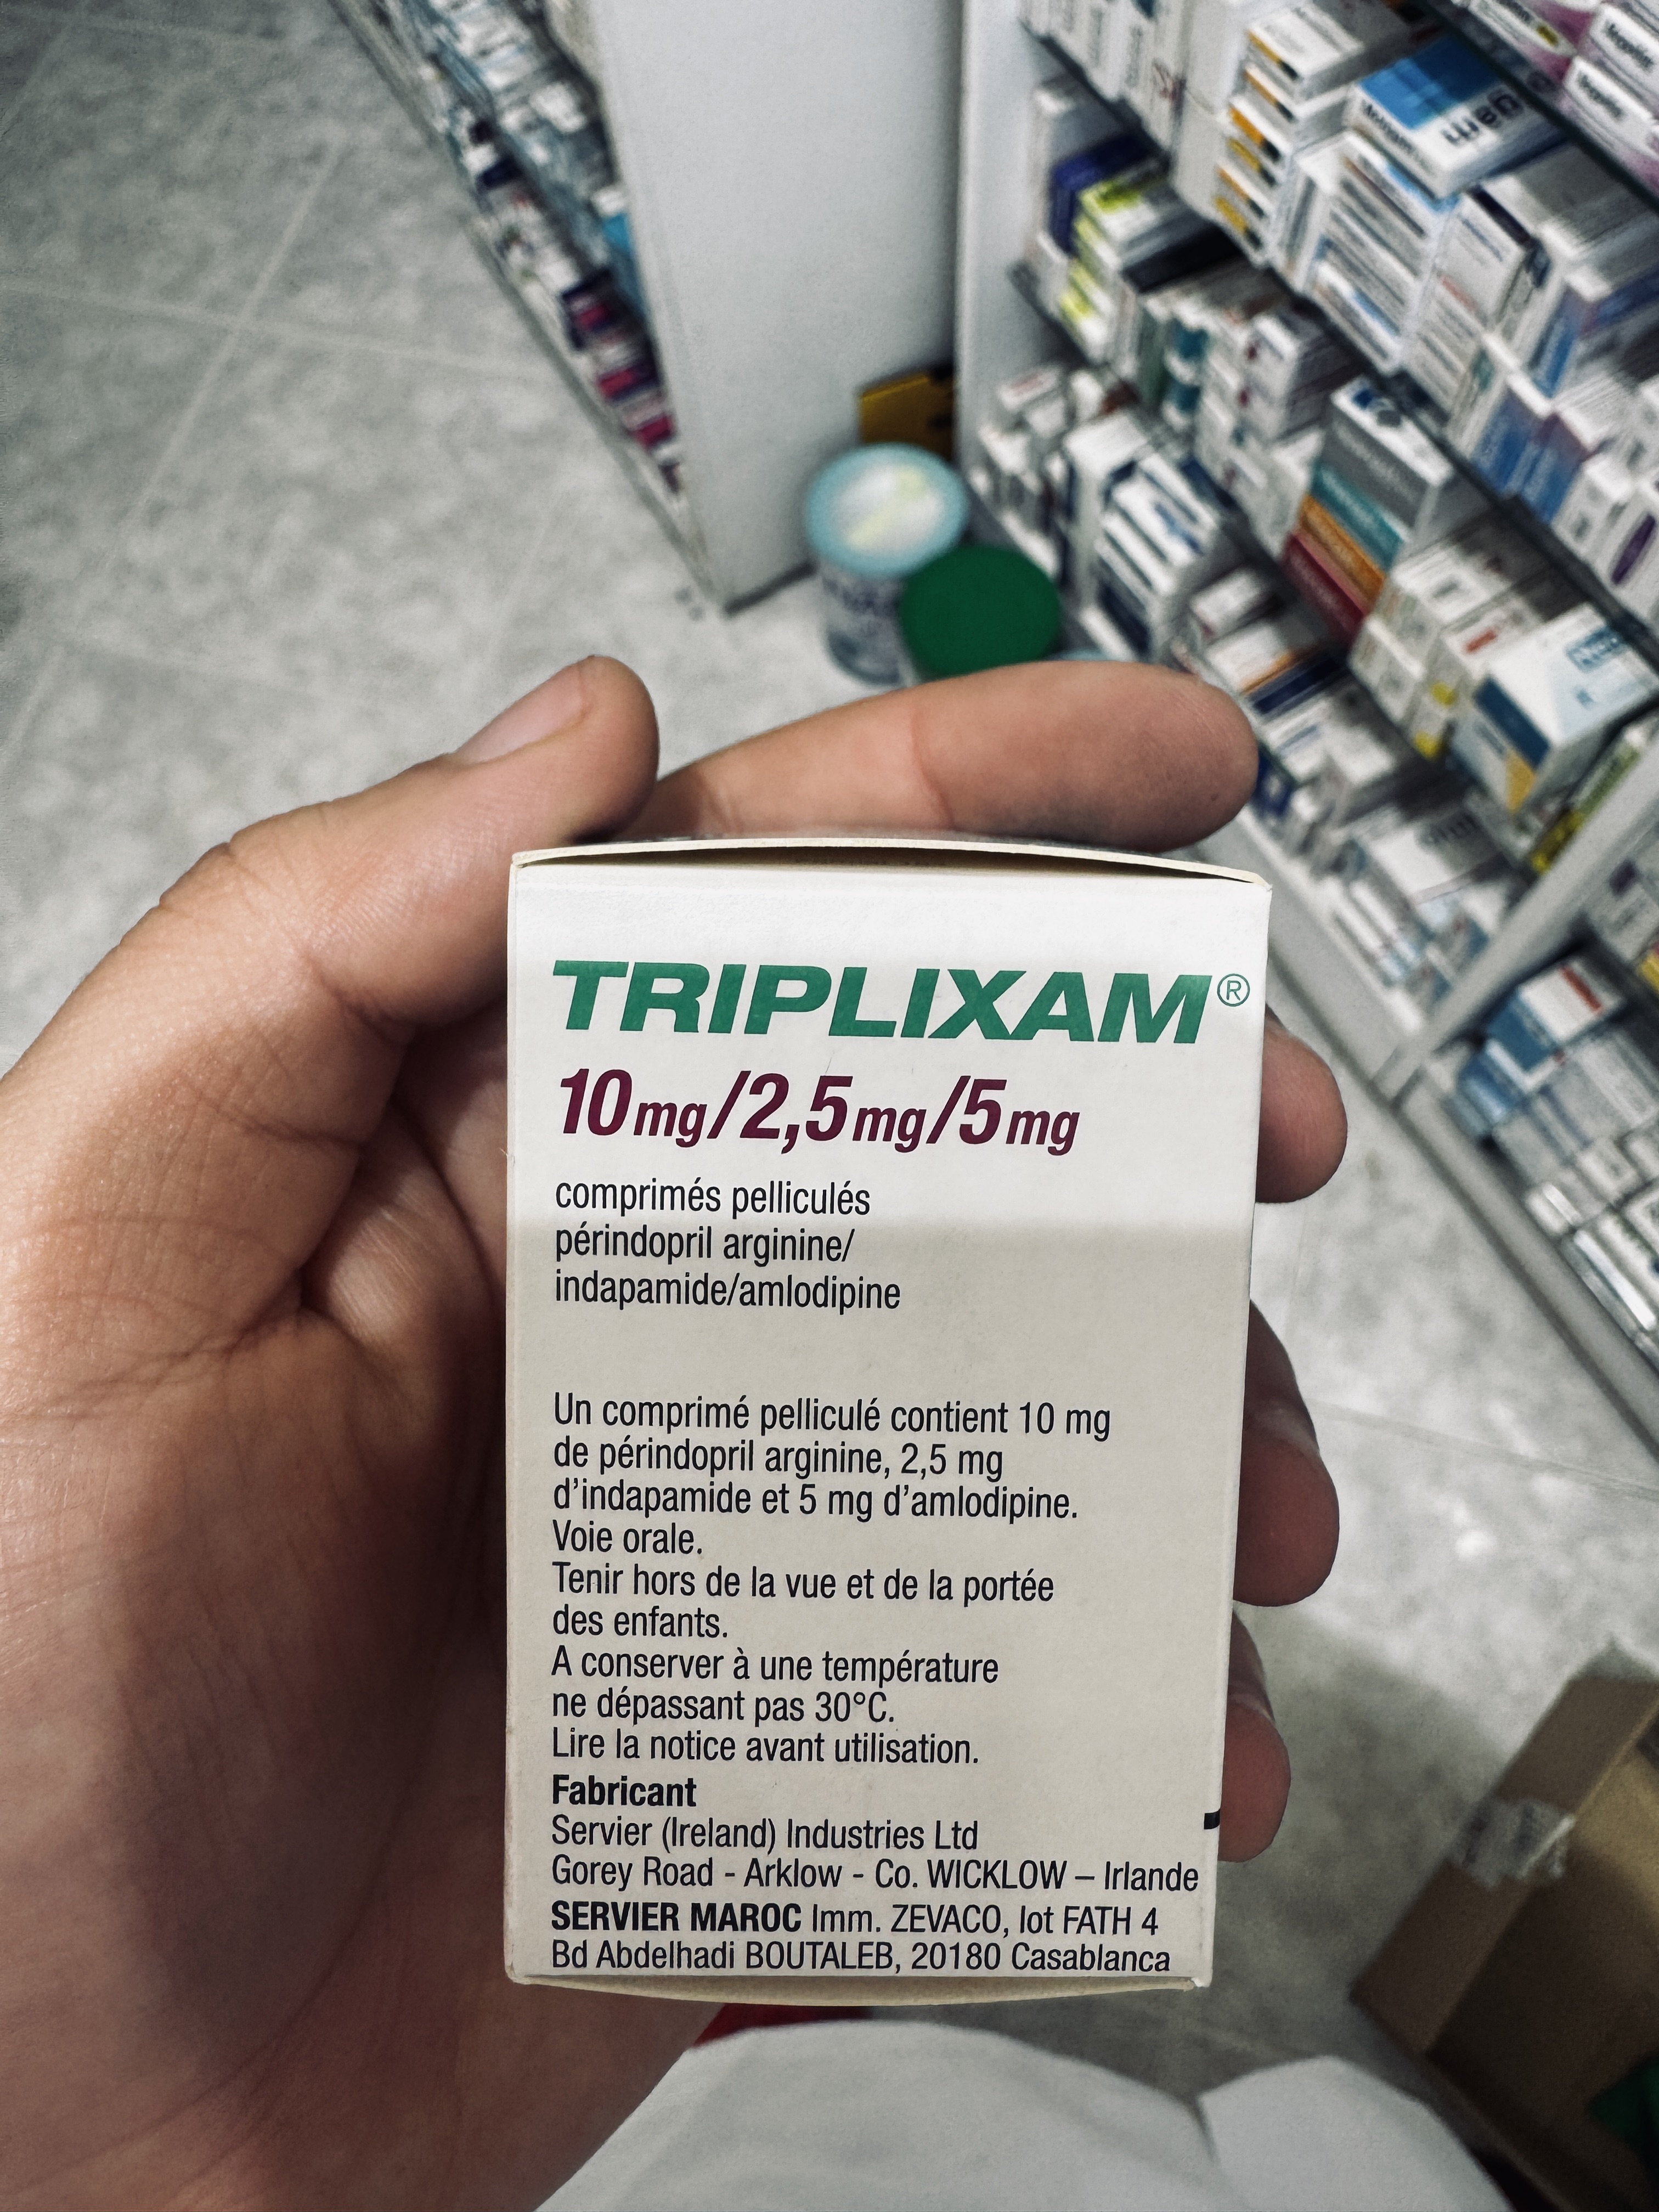 TRIPLIXAM®
10mg/2,5mg/5mg
comprimés pelliculés
périndopril arginine/
indapamide/amlodipine
Un comprimé pelliculé contient 10 mg
de périndopril arginine, 2,5 mg
d'indapamide et 5 mg d'amlodipine.
Voie orale.
Tenir hors de la vue et de la portée
des enfants.
A conserver à une température
ne dépassant pas 30°C.
Lire la notice avant utilisation.
Fabricant
Servier (Ireland) Industries Ltd
Gorey Road - Arklow - Co. WICKLOW – Irlande
SERVIER MAROC Imm. ZEVACO, lot FATH 4
Bd Abdelhadi BOUTALEB, 20180 Casablanca